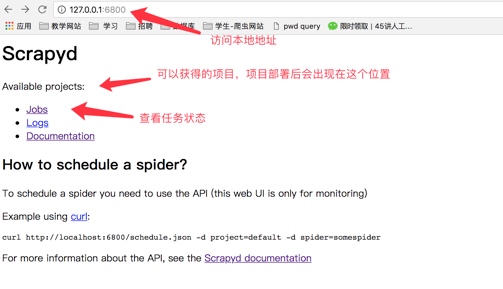 127.0.0.1:6800
应用 教学网站 学习 招聘 数据库 学生-爬虫网站 pwd query 限时领取 | 45讲人工...
访问本地地址
Scrapyd
可以获得的项目，项目部署后会出现在这个位置
Available projects:
Jobs
查看任务状态
Logs
Documentation
How to schedule a spider?
To schedule a spider you need to use the API (this web UI is only for monitoring)
Example using curl:
curl http://localhost:6800/schedule.json -d project=default -d spider=somespider
For more information about the API, see the Scrapyd documentation